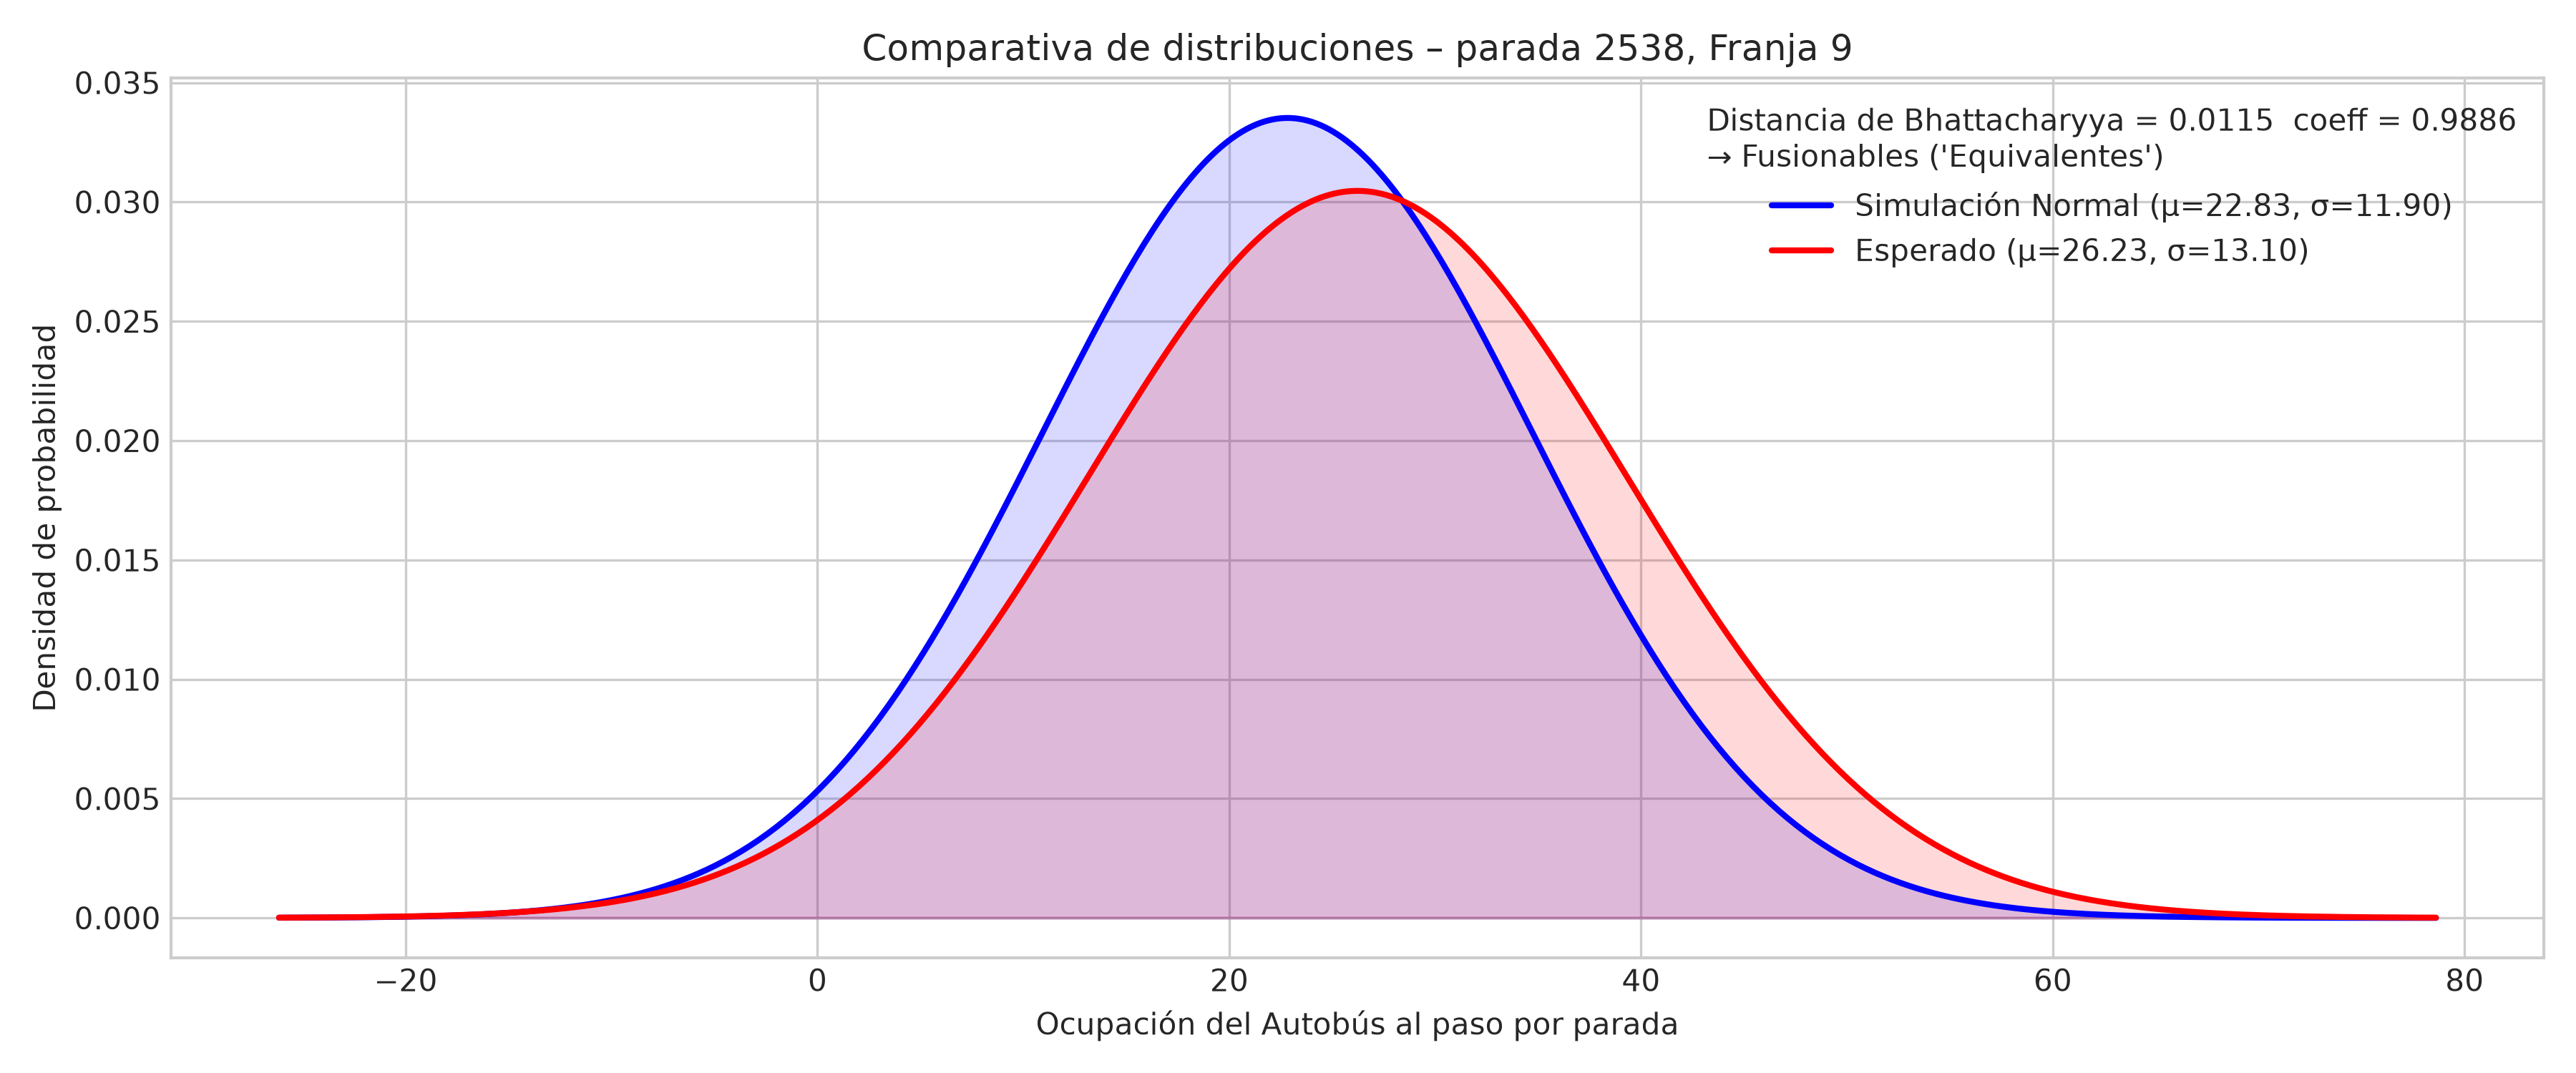 Comparativa de distribuciones – parada 2538, Franja 9
Distancia de Bhattacharyya = 0.0115  coeff = 0.9886
→ Fusionables ('Equivalentes')
Simulación Normal (μ=22.83, σ=11.90)
Esperado (μ=26.23, σ=13.10)
Densidad de probabilidad
0.035
0.030
0.025
0.020
0.015
0.010
0.005
0.000
−20
0
20
40
60
80
Ocupación del Autobús al paso por parada